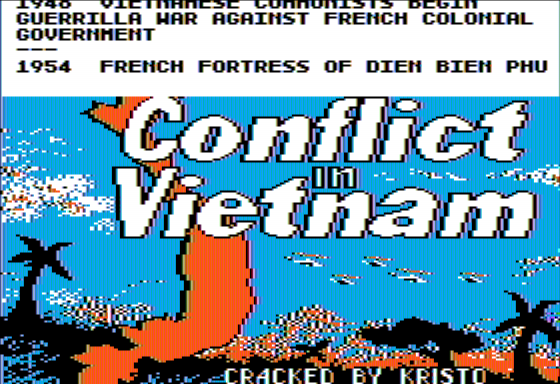 1946 VIETNAMESE COMMUNISTS BEGIN
GUERRILLA WAR AGAINST FRENCH COLONIAL
GOVERNMENT
---
1954 FRENCH FORTRESS OF DIEN BIEN PHU
Conflict
IN
Vietnam
CRACKED BY KRISTO